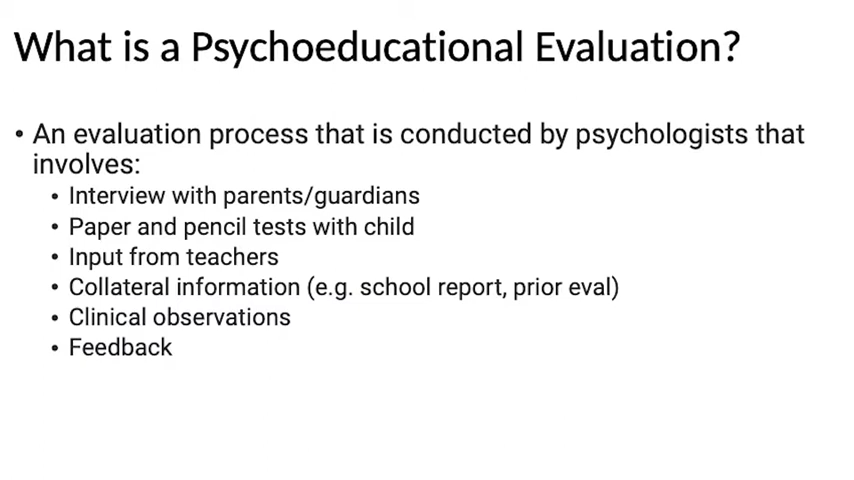 What is a Psychoeducational Evaluation?
• An evaluation process that is conducted by psychologists that
involves:
• Interview with parents/guardians
• Paper and pencil tests with child
• Input from teachers
• Collateral information (e.g. school report, prior eval)
• Clinical observations
• Feedback